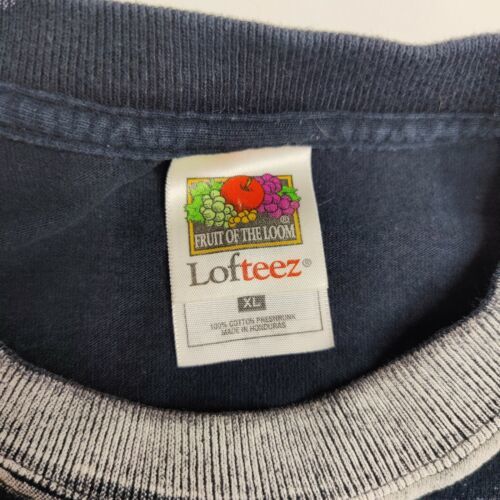 FRUIT OF THE LOOM®
Lofteez®
XL
100% COTTON PRESHRUNK
MADE IN HONDURAS